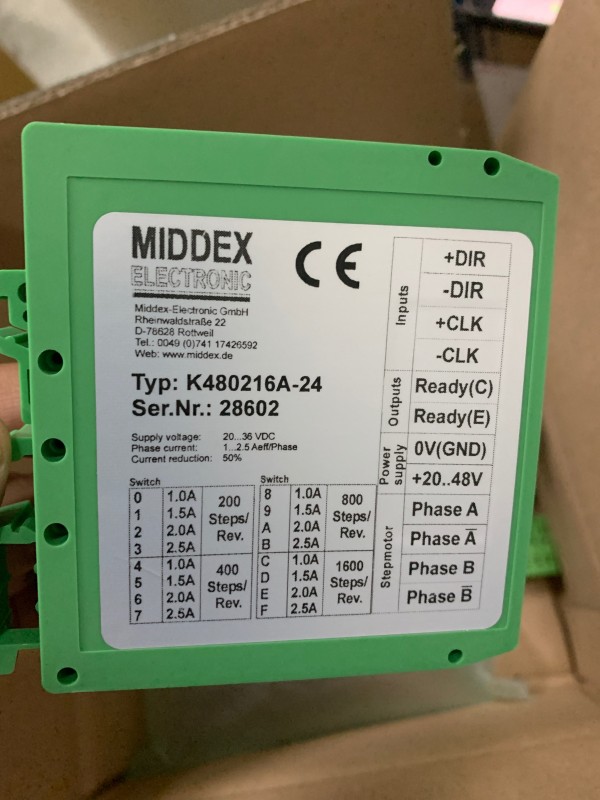 MIDDEX
ELECTRONIC
CE
Middex-Electronic GmbH
Rheinwaldstraße 22
D-78628 Rottweil
Tel.: 0049 (0)741 17426592
Web: www.middex.de
Typ: K480216A-24
Ser.Nr.: 28602
Supply voltage: 20...36 VDC
Phase current: 1...2.5 Aeff/Phase
Current reduction: 50%
Switch
0 1.0A
1 1.5A
2 2.0A
3 2.5A
200 Steps/ Rev.
4 1.0A
5 1.5A
6 2.0A
7 2.5A
400 Steps/ Rev.
Switch
8 1.0A
9 1.5A
A 2.0A
B 2.5A
800 Steps/ Rev.
C 1.0A
D 1.5A
E 2.0A
F 2.5A
1600 Steps/ Rev.
Inputs
+DIR
-DIR
+CLK
-CLK
Outputs
Ready(C)
Ready(E)
Power supply
0V(GND)
+20..48V
Stepmotor
Phase A
Phase A̅
Phase B
Phase B̅